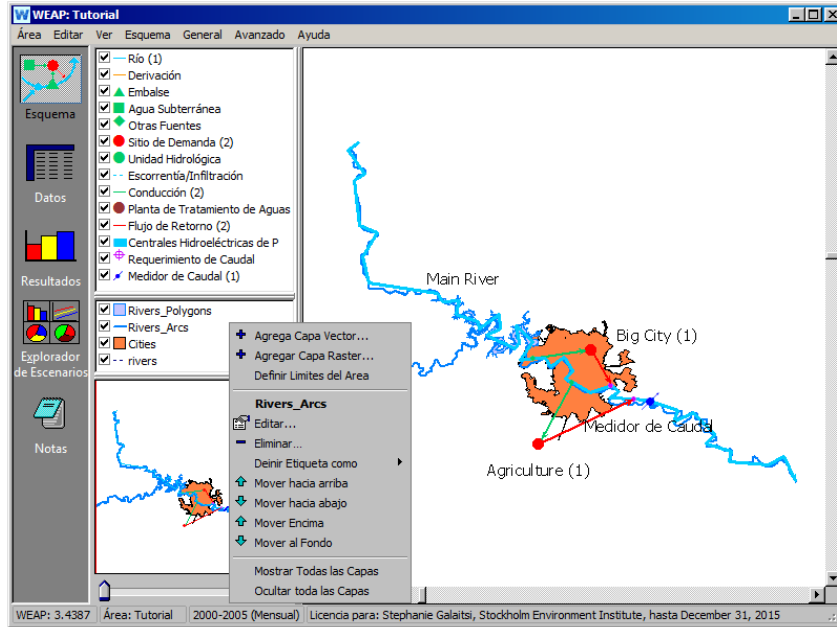 WEAP: Tutorial
Área Editar Ver Esquema General Avanzado Ayuda
Esquema
Datos
Resultados
Explorador
de Escenarios
Notas
Río (1)
Derivación
Embalse
Agua Subterránea
Otras Fuentes
Sitio de Demanda (2)
Unidad Hidrológica
Escorrentía/Infiltración
Conducción (2)
Planta de Tratamiento de Aguas
Flujo de Retorno (2)
Centrales Hidroeléctricas de P
Requerimiento de Caudal
Medidor de Caudal (1)
Rivers_Polygons
Rivers_Arcs
Cities
rivers
Agrega Capa Vector...
Agregar Capa Raster...
Definir Limites del Area
Rivers_Arcs
Editar...
Eliminar...
Deinir Etiqueta como
Mover hacia arriba
Mover hacia abajo
Mover Encima
Mover al Fondo
Mostrar Todas las Capas
Ocultar toda las Capas
Main River
Big City (1)
Medidor de Caudal
Agriculture (1)
WEAP: 3.4387 Área: Tutorial 2000-2005 (Mensual) Licencia para: Stephanie Galaitsi, Stockholm Environment Institute, hasta December 31, 2015